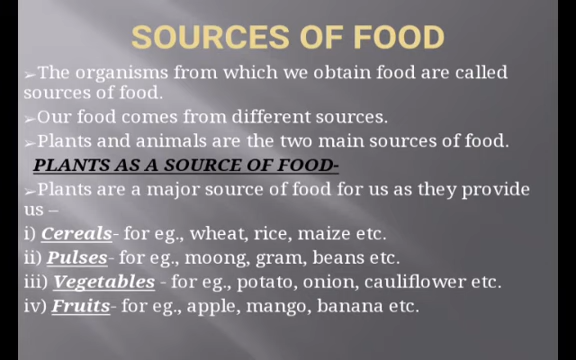 SOURCES OF FOOD
➢The organisms from which we obtain food are called
sources of food.
➢Our food comes from different sources.
➢Plants and animals are the two main sources of food.
PLANTS AS A SOURCE OF FOOD-
➢Plants are a major source of food for us as they provide
us –
i) Cereals- for eg., wheat, rice, maize etc.
ii) Pulses- for eg., moong, gram, beans etc.
iii) Vegetables - for eg., potato, onion, cauliflower etc.
iv) Fruits- for eg., apple, mango, banana etc.